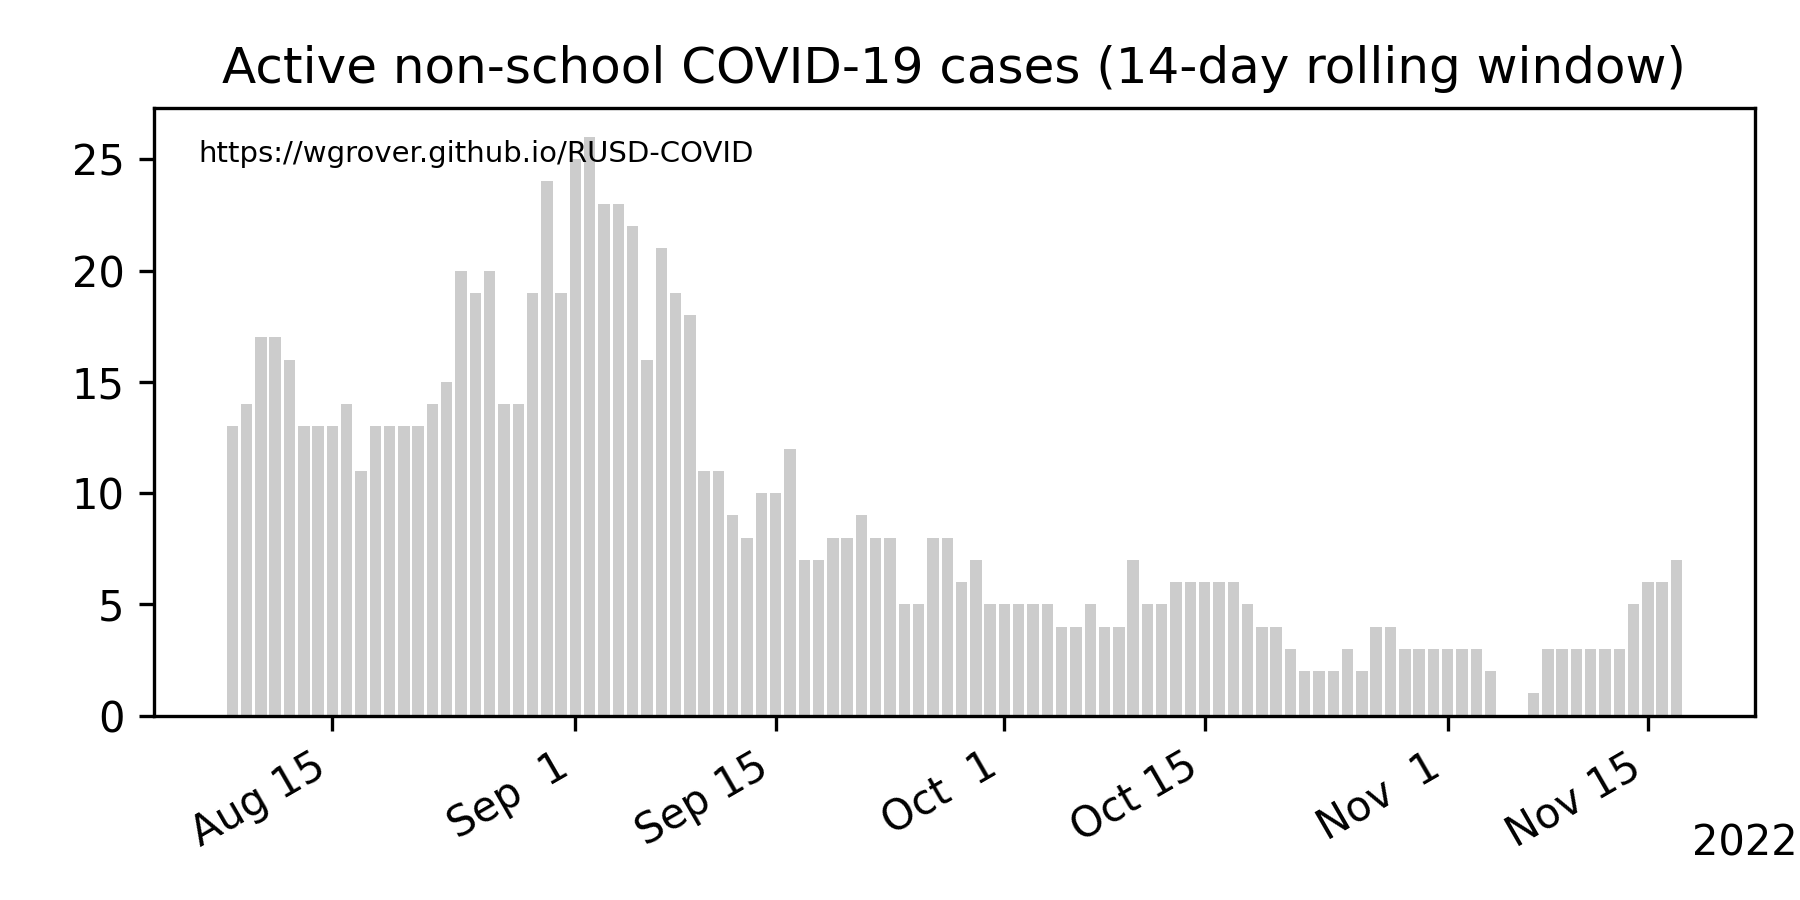 Active non-school COVID-19 cases (14-day rolling window)
https://wgrover.github.io/RUSD-COVID
25
20
15
10
5
0
Aug 15
Sep 1
Sep 15
Oct 1
Oct 15
Nov 1
Nov 15
2022